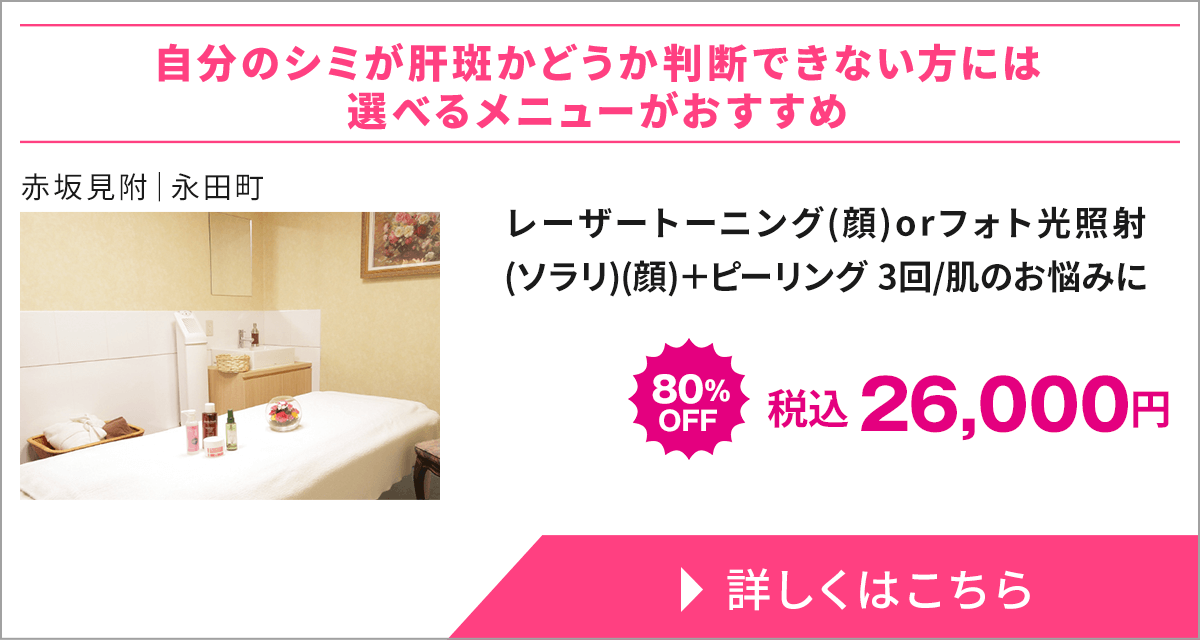 自分のシミが肝斑かどうか判断できない方には
選べるメニューがおすすめ
赤坂見附｜永田町
レーザートーニング(顔)orフォト光照射
(ソラリ)(顔)＋ピーリング 3回/肌のお悩みに
80%
OFF
税込 26,000円
詳しくはこちら